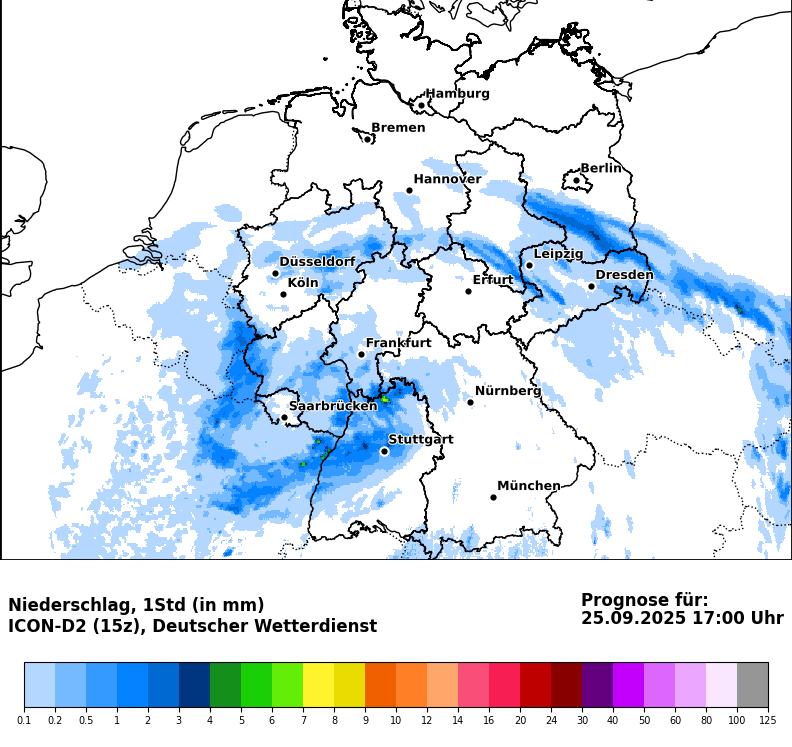 Hamburg
Bremen
Berlin
Hannover
Leipzig
Düsseldorf
Dresden
Köln
Erfurt
Frankfurt
Nürnberg
Saarbrücken
Stuttgart
München
Niederschlag, 1Std (in mm)
ICON-D2 (15z), Deutscher Wetterdienst
Prognose für:
25.09.2025 17:00 Uhr
0.1 0.2 0.5 1 2 3 4 5 6 7 8 9 10 12 14 16 20 24 30 40 50 60 80 100 125